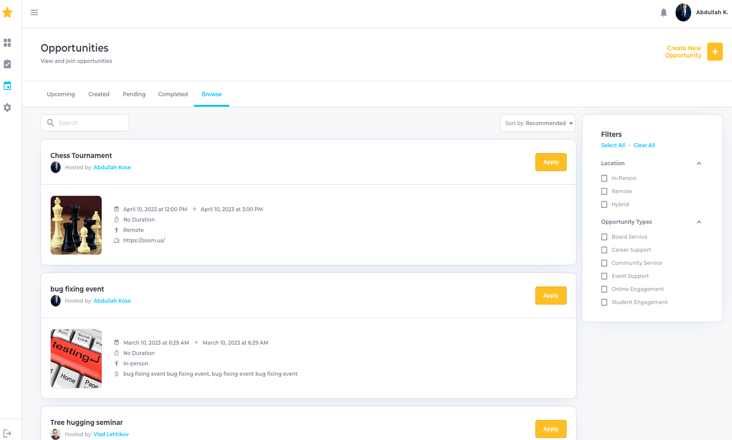 Abdullah K.
Opportunities
View and join opportunities
Create New
Opportunity
Upcoming Created Pending Completed Browse
Search
Sort by: Recommended
Chess Tournament
Hosted by: Abdullah Kose
Apply
April 10, 2023 at 12:00 PM → April 10, 2023 at 3:00 PM
No Duration
Remote
https://zoom.us/
bug fixing event
Hosted by: Abdullah Kose
Apply
testing
Home
March 10, 2023 at 6:29 AM → March 10, 2023 at 6:29 AM
No Duration
In-person
bug fixing event bug fixing event, bug fixing event bug fixing event
Tree hugging seminar
Hosted by: Vlad Lehtikov
Apply
Filters
Select All - Clear All
Location
In-Person
Remote
Hybrid
Opportunity Types
Board Service
Career Support
Community Service
Event Support
Online Engagement
Student Engagement